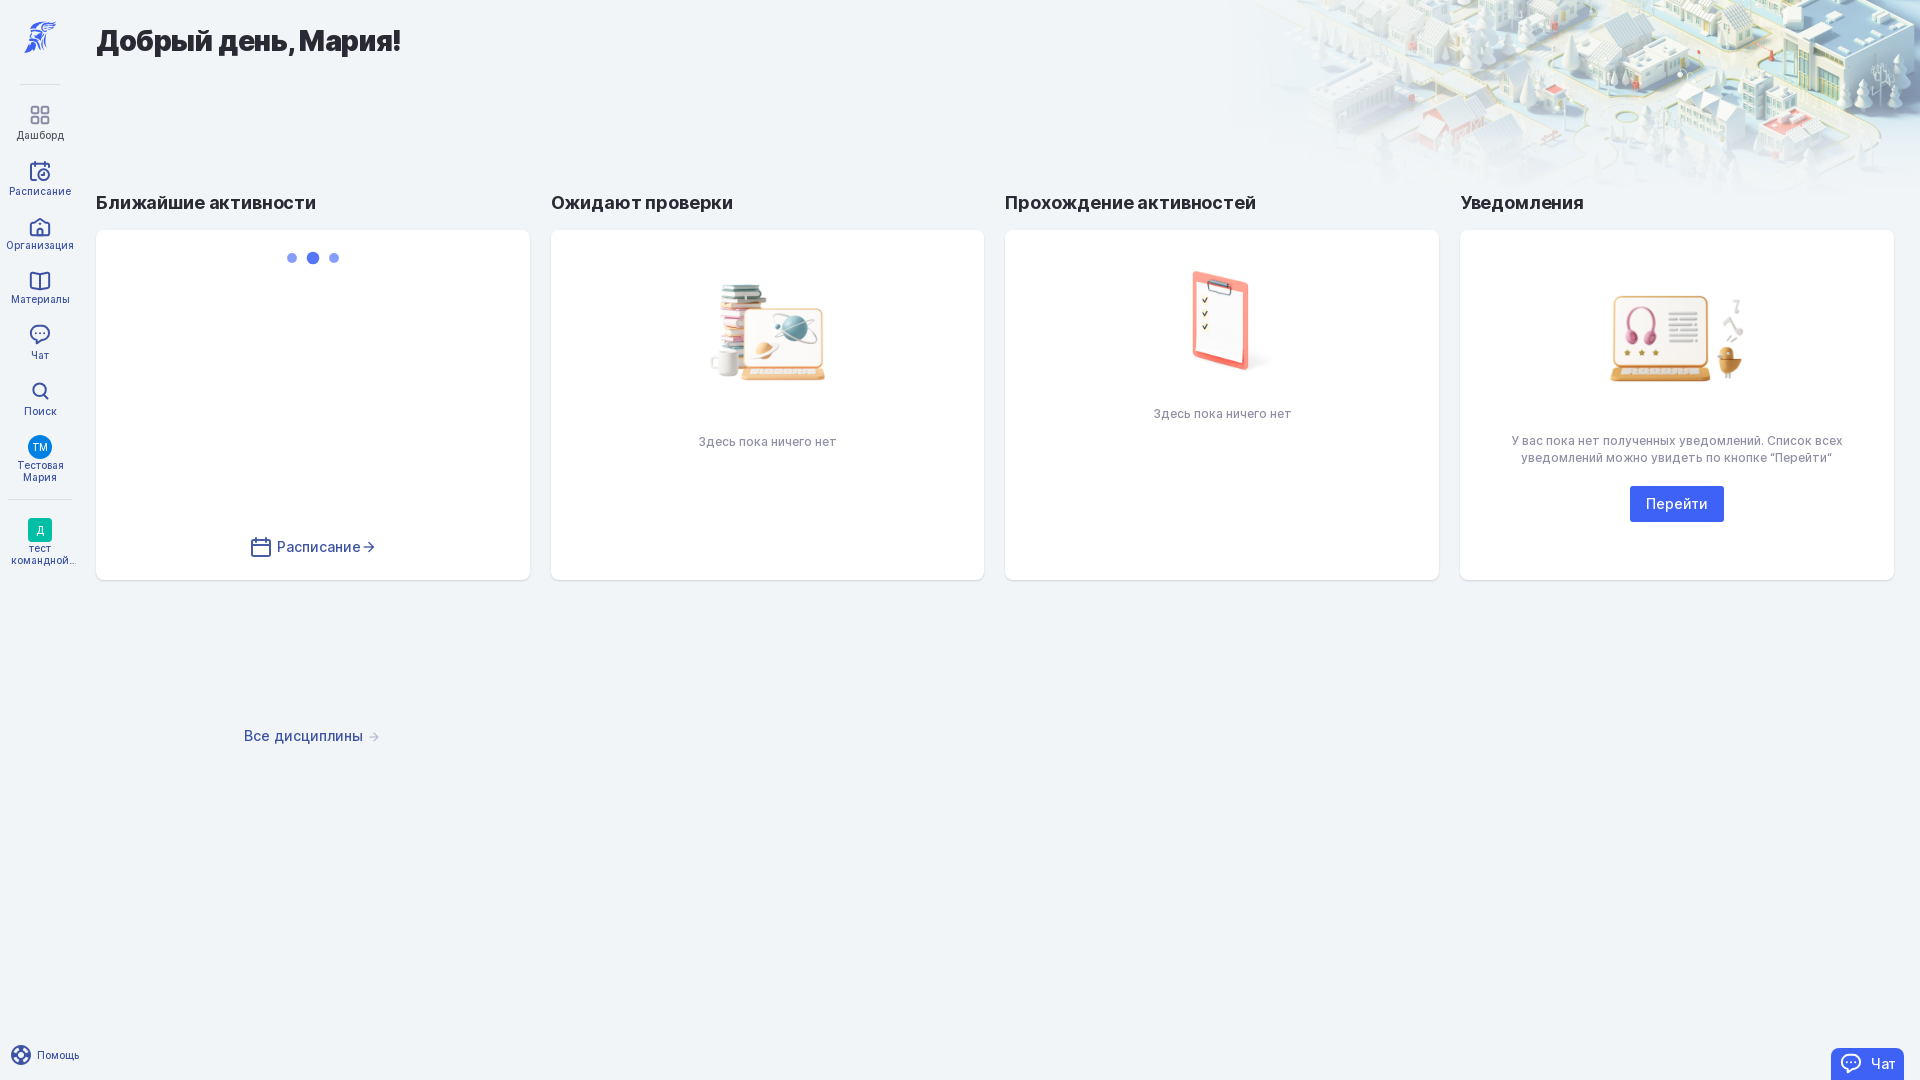 Добрый день, Мария!
Дашборд
Расписание
Организация
Материалы
Чат
Поиск
ТМ
Тестовая
Мария
Д
тест
командной...
Помощь
Ближайшие активности
Расписание
Ожидают проверки
Здесь пока ничего нет
Прохождение активностей
Здесь пока ничего нет
Уведомления
У вас пока нет полученных уведомлений. Список всех
уведомлений можно увидеть по кнопке “Перейти“
Перейти
Все дисциплины
Чат